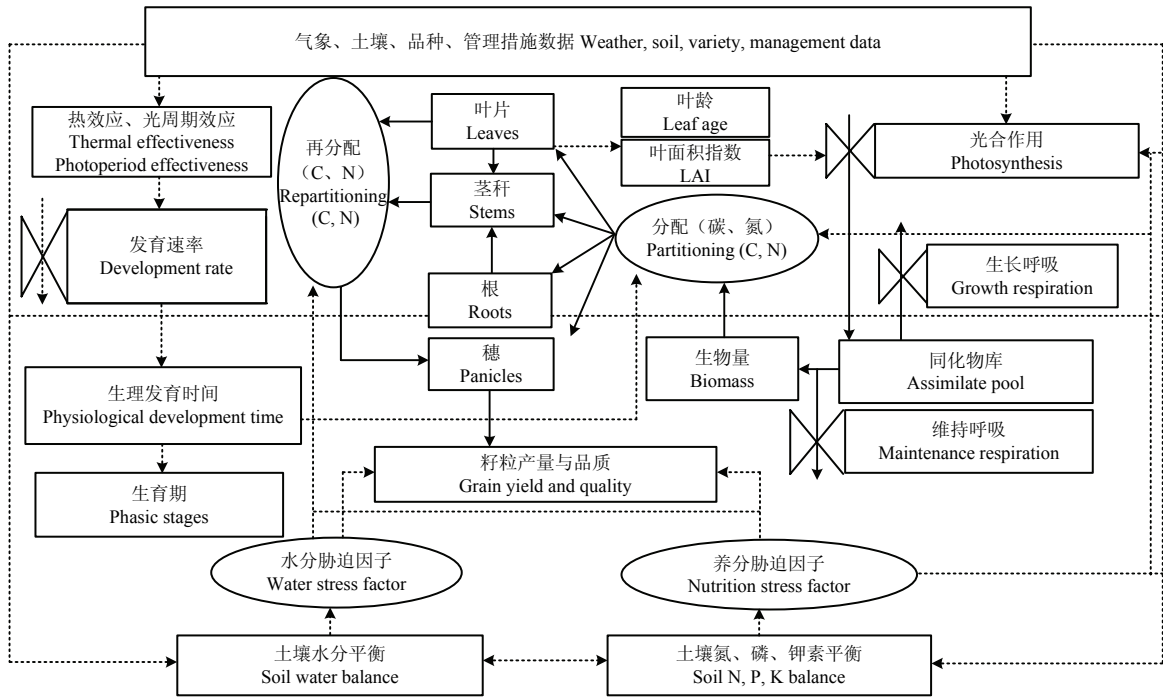 气象、土壤、品种、管理措施数据 Weather, soil, variety, management data
热效应、光周期效应
Thermal effectiveness
Photoperiod effectiveness
发育速率
Development rate
生理发育时间
Physiological development time
生育期
Phasic stages
再分配
（C、N）
Repartitioning
(C, N)
叶片
Leaves
茎秆
Stems
根
Roots
穗
Panicles
叶龄
Leaf age
叶面积指数
LAI
分配（碳、氮）
Partitioning (C, N)
光合作用
Photosynthesis
生长呼吸
Growth respiration
生物量
Biomass
同化物库
Assimilate pool
维持呼吸
Maintenance respiration
籽粒产量与品质
Grain yield and quality
水分胁迫因子
Water stress factor
养分胁迫因子
Nutrition stress factor
土壤水分平衡
Soil water balance
土壤氮、磷、钾素平衡
Soil N, P, K balance